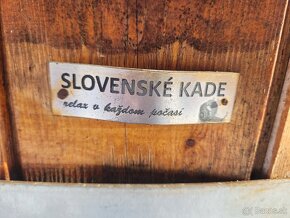 SLOVENSKÉ KADE
relax v každom počasí
Bazos.sk